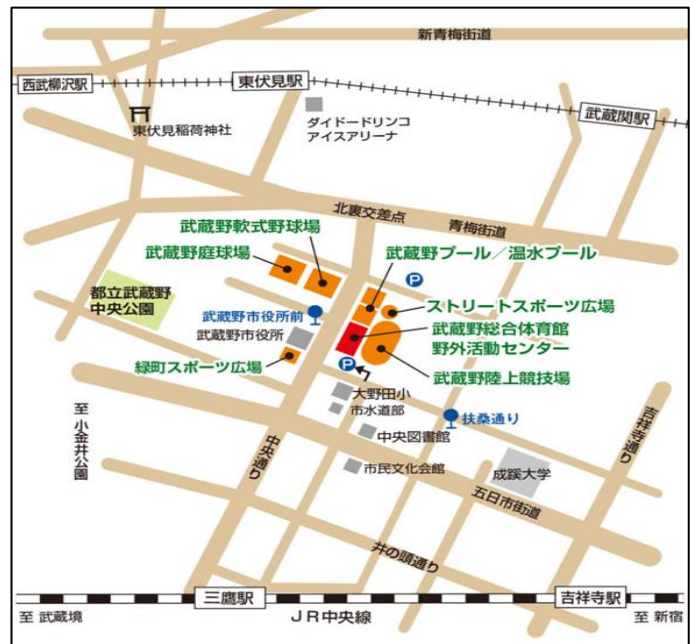 新青梅街道
西武柳沢駅
東伏見駅
武蔵関駅
東伏見稲荷神社
ダイドードリンコ
アイスアリーナ
北裏交差点
青梅街道
武蔵野軟式野球場
武蔵野庭球場
武蔵野プール／温水プール
P
都立武蔵野
中央公園
ストリートスポーツ広場
武蔵野市役所前
武蔵野市役所
武蔵野総合体育館
野外活動センター
緑町スポーツ広場
P
武蔵野陸上競技場
大野田小
市水道部
扶桑通り
吉祥寺通り
至 小金井公園
中央通り
中央図書館
市民文化会館
成蹊大学
五日市街道
井の頭通り
三鷹駅
吉祥寺駅
至 武蔵境
JR中央線
至 新宿